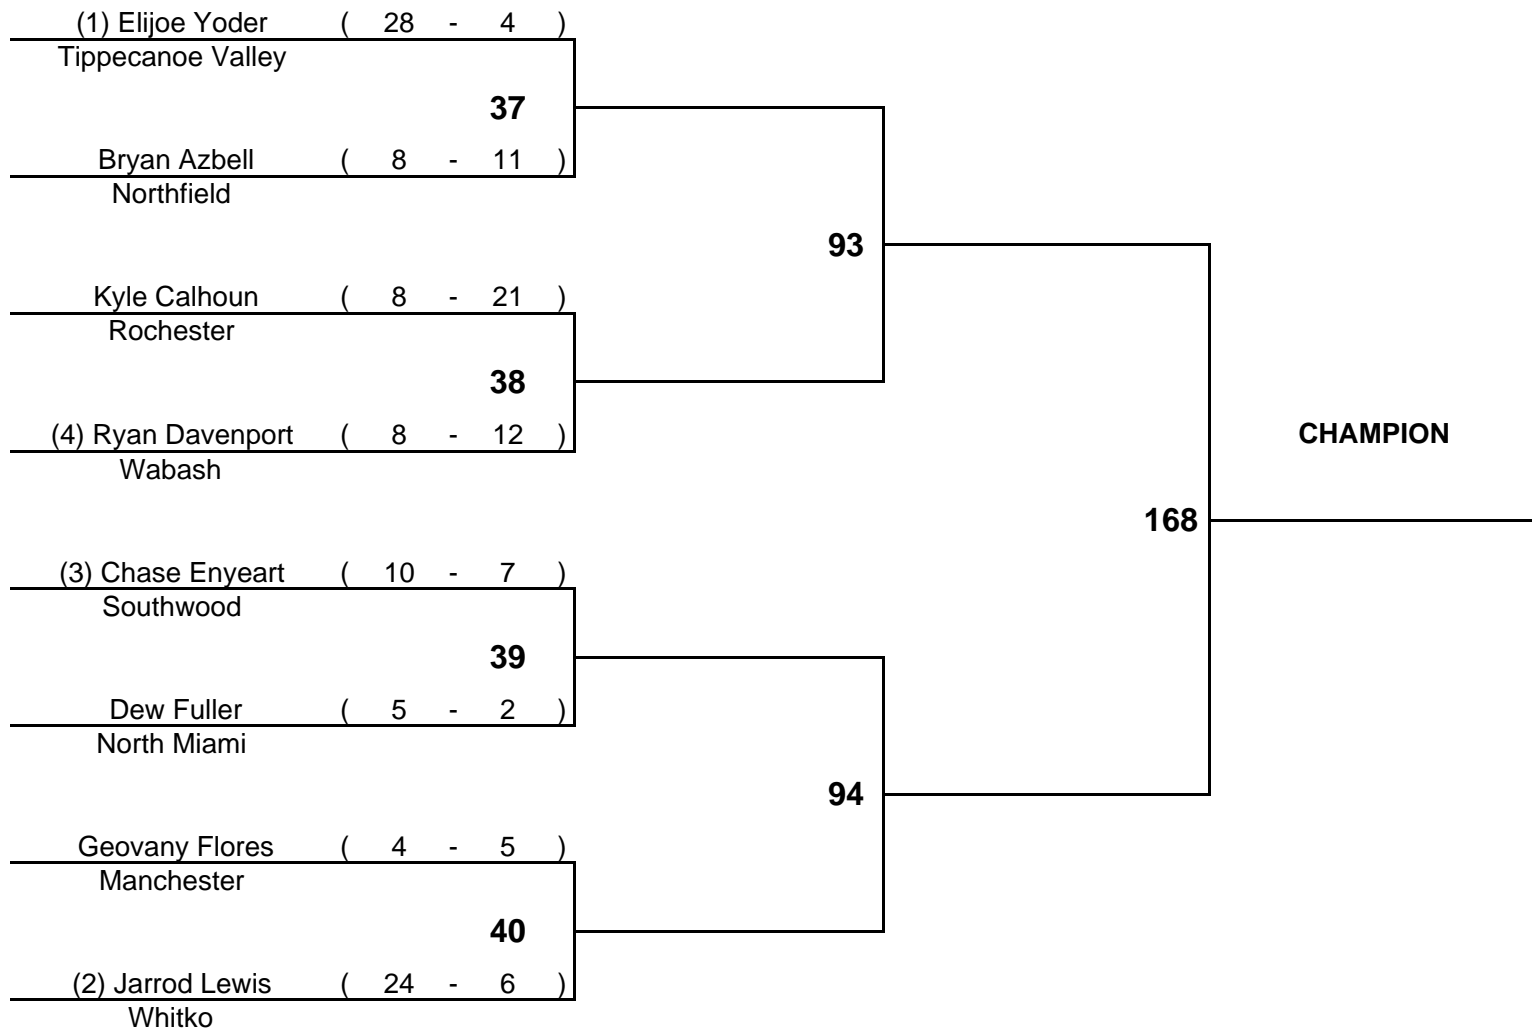 (1) Elijoe Yoder ( 28 - 4 )
Tippecanoe Valley
37
Bryan Azbell ( 8 - 11 )
Northfield
93
Kyle Calhoun ( 8 - 21 )
Rochester
38
(4) Ryan Davenport ( 8 - 12 )
Wabash
CHAMPION
168
(3) Chase Enyeart ( 10 - 7 )
Southwood
39
Dew Fuller ( 5 - 2 )
North Miami
94
Geovany Flores ( 4 - 5 )
Manchester
40
(2) Jarrod Lewis ( 24 - 6 )
Whitko